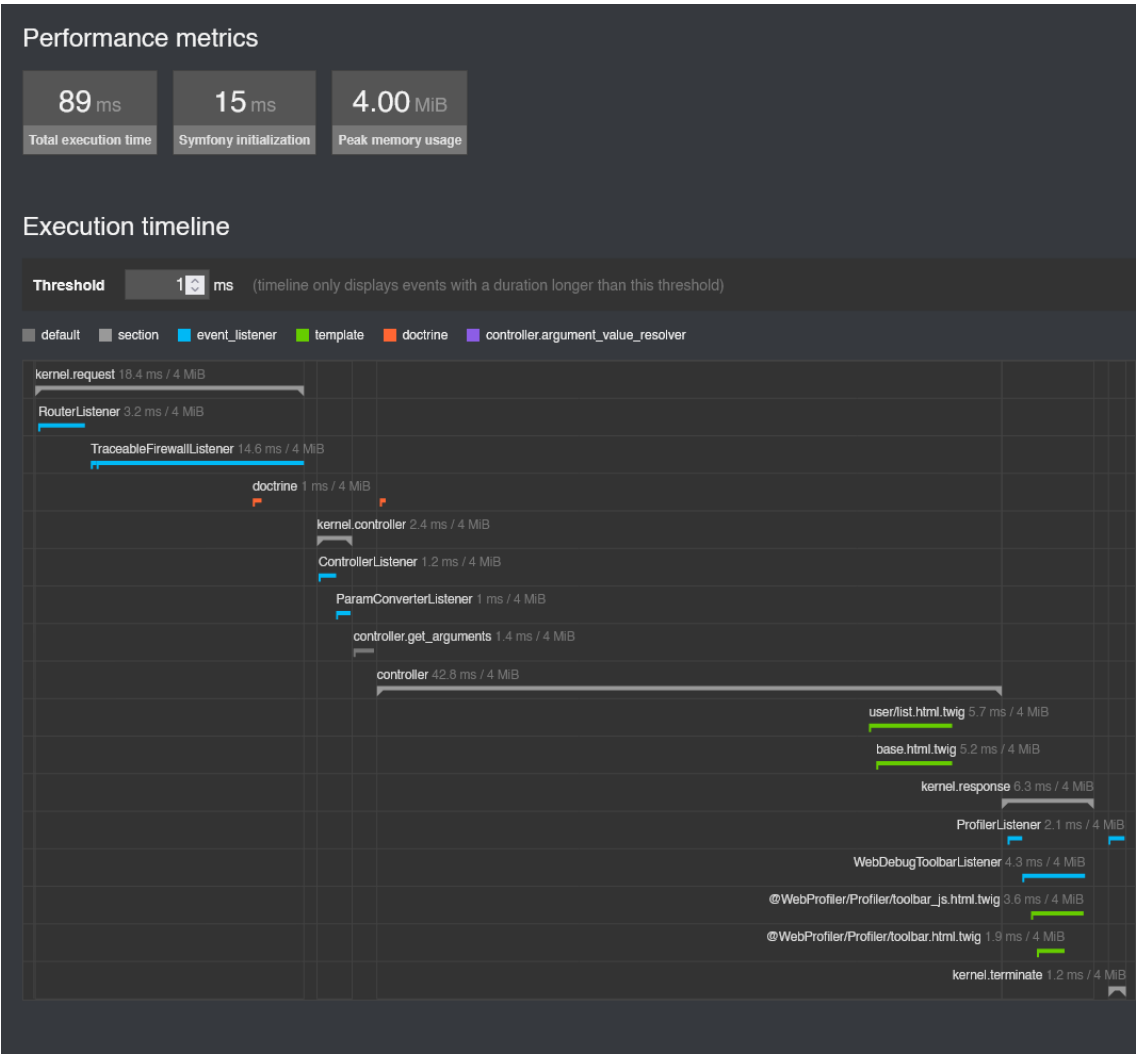 Performance metrics
89 ms 15 ms 4.00 MiB
Total execution time Symfony initialization Peak memory usage
Execution timeline
Threshold 1 ms (timeline only displays events with a duration longer than this threshold)
default section event_listener template doctrine controller.argument_value_resolver
kernel.request 18.4 ms / 4 MiB
RouterListener 3.2 ms / 4 MiB
TraceableFirewallListener 14.6 ms / 4 MiB
doctrine 1 ms / 4 MiB
kernel.controller 2.4 ms / 4 MiB
ControllerListener 1.2 ms / 4 MiB
ParamConverterListener 1 ms / 4 MiB
controller.get_arguments 1.4 ms / 4 MiB
controller 42.8 ms / 4 MiB
user/list.html.twig 5.7 ms / 4 MiB
base.html.twig 5.2 ms / 4 MiB
kernel.response 6.3 ms / 4 MiB
ProfilerListener 2.1 ms / 4 MiB
WebDebugToolbarListener 4.3 ms / 4 MiB
@WebProfiler/Profiler/toolbar_js.html.twig 3.6 ms / 4 MiB
@WebProfiler/Profiler/toolbar.html.twig 1.9 ms / 4 MiB
kernel.terminate 1.2 ms / 4 MiB